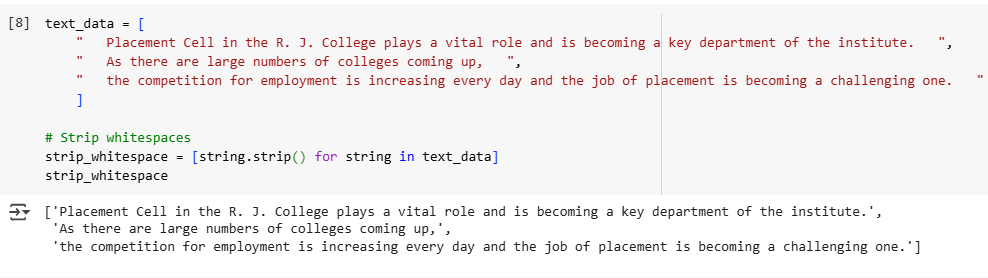 [8] text_data = [
"   Placement Cell in the R. J. College plays a vital role and is becoming a key department of the institute.   ",
"   As there are large numbers of colleges coming up,   ",
"   the competition for employment is increasing every day and the job of placement is becoming a challenging one.   "
]
# Strip whitespaces
strip_whitespace = [string.strip() for string in text_data]
strip_whitespace
['Placement Cell in the R. J. College plays a vital role and is becoming a key department of the institute.',
'As there are large numbers of colleges coming up,',
'the competition for employment is increasing every day and the job of placement is becoming a challenging one.']